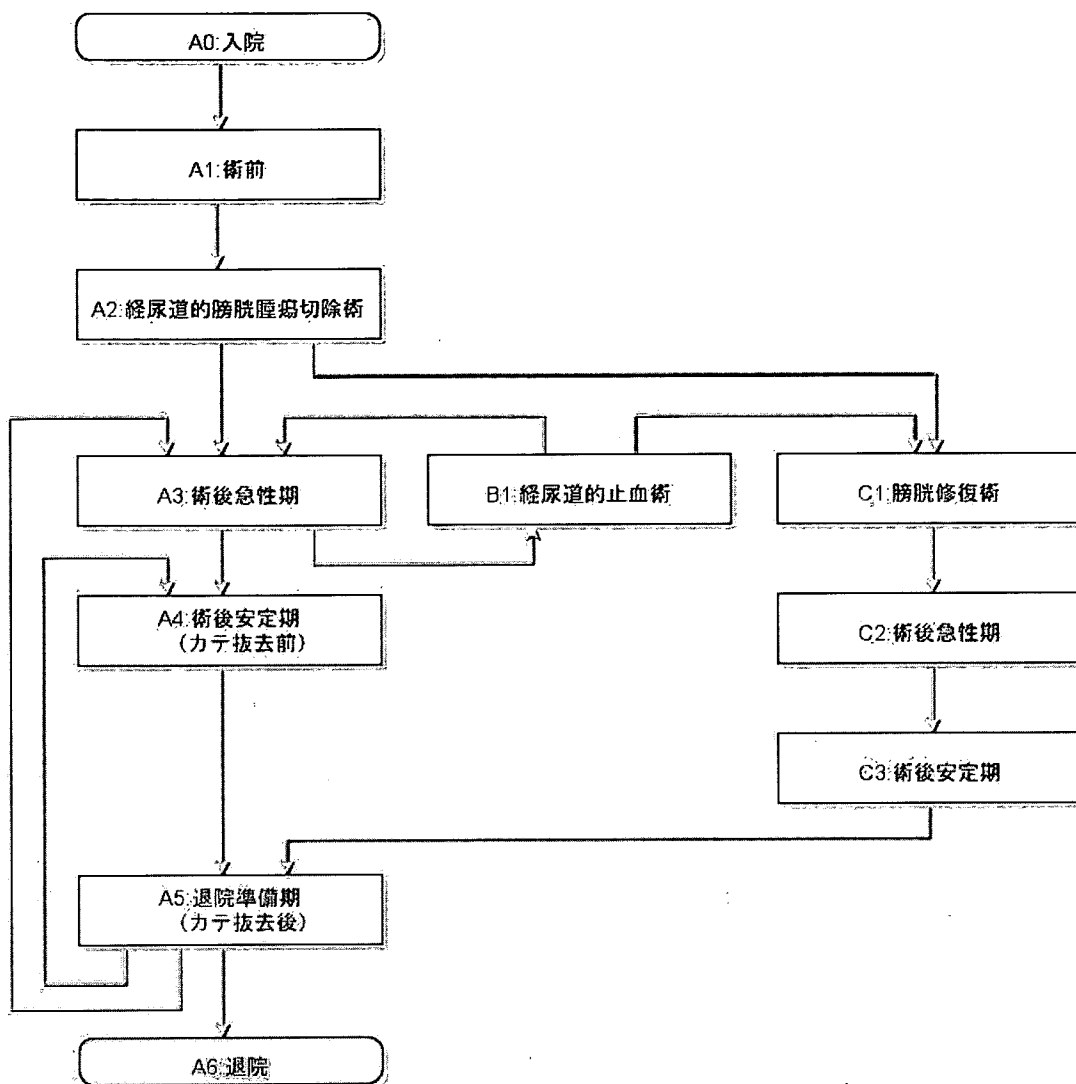 A0:入院
A1:術前
A2:経尿道的膀胱腫瘍切除術
A3:術後急性期
B1:経尿道的止血術
C1:膀胱修復術
A4:術後安定期
(カテ抜去前)
C2:術後急性期
C3:術後安定期
A5:退院準備期
(カテ抜去後)
A6:退院